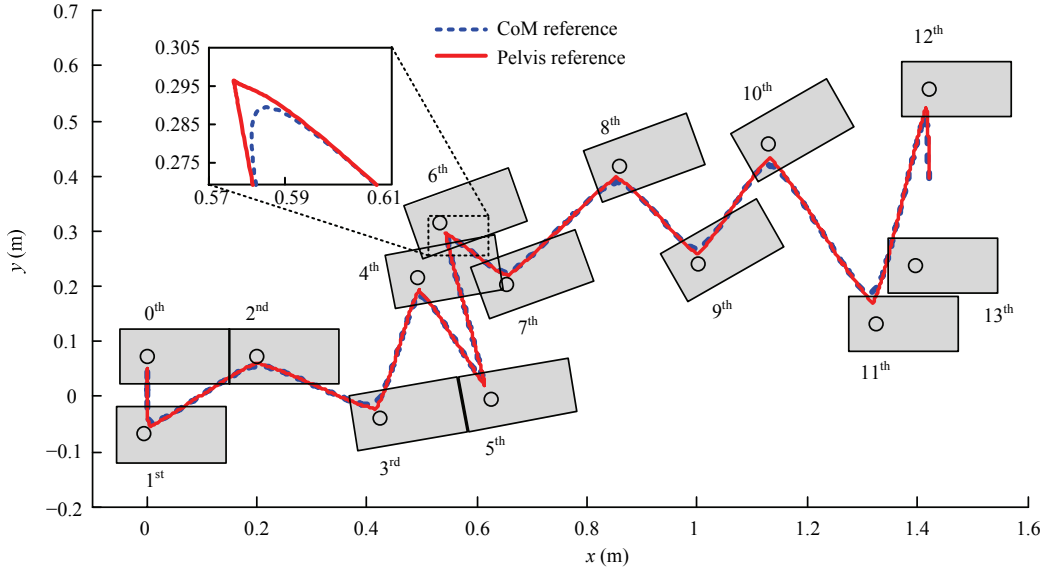 0.7
0.6
0.5
0.4
0.3
0.2
0.1
0
−0.1
−0.2
y (m)
0
0.2
0.4
0.6
0.8
1
1.2
1.4
1.6
x (m)
CoM reference
Pelvis reference
0.305
0.295
0.285
0.275
0.57
0.59
0.61
0th
1st
2nd
3rd
4th
5th
6th
7th
8th
9th
10th
11th
12th
13th